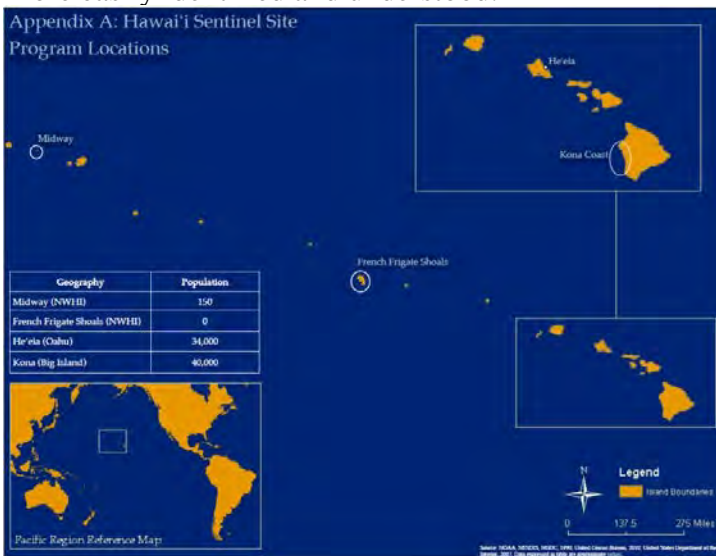 Appendix A: Hawai'i Sentinel Site
Program Locations
He'eia
Midway
Kona Coast
French Frigate Shoals
Geography Population
Midway (NWHI) 150
French Frigate Shoals (NWHI) 0
He'eia (Oahu) 34,000
Kona (Big Island) 40,000
Pacific Region Reference Map
N
Legend
Island Boundaries
0 137.5 275 Miles